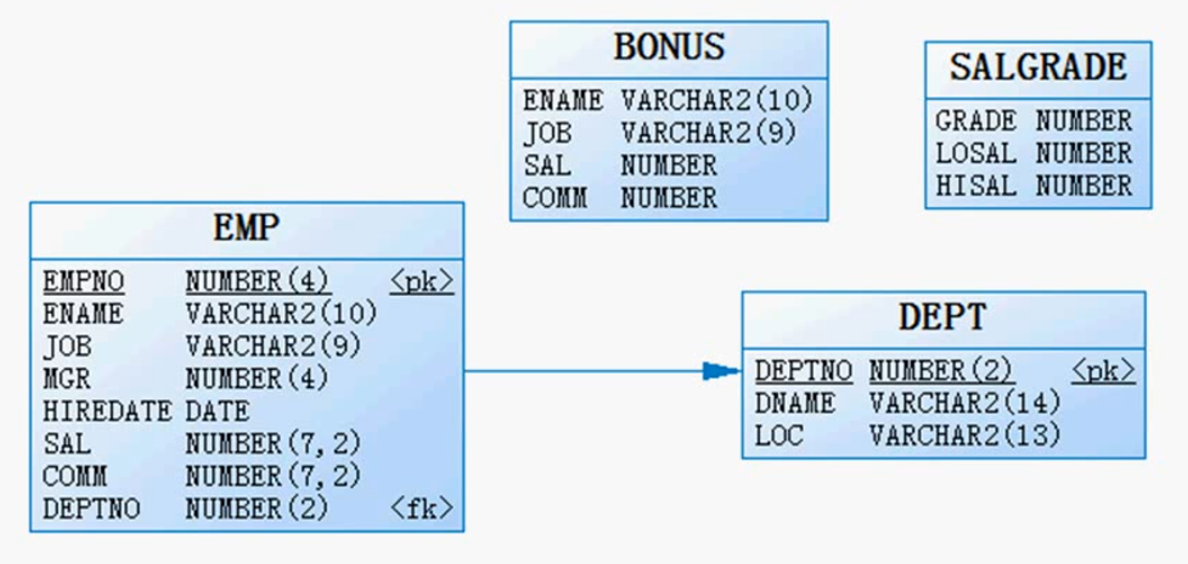 BONUS
ENAME VARCHAR2(10)
JOB VARCHAR2(9)
SAL NUMBER
COMM NUMBER
SALGRADE
GRADE NUMBER
LOSAL NUMBER
HISAL NUMBER
EMP
EMPNO NUMBER(4) <pk>
ENAME VARCHAR2(10)
JOB VARCHAR2(9)
MGR NUMBER(4)
HIREDATE DATE
SAL NUMBER(7,2)
COMM NUMBER(7,2)
DEPTNO NUMBER(2) <fk>
DEPT
DEPTNO NUMBER(2) <pk>
DNAME VARCHAR2(14)
LOC VARCHAR2(13)